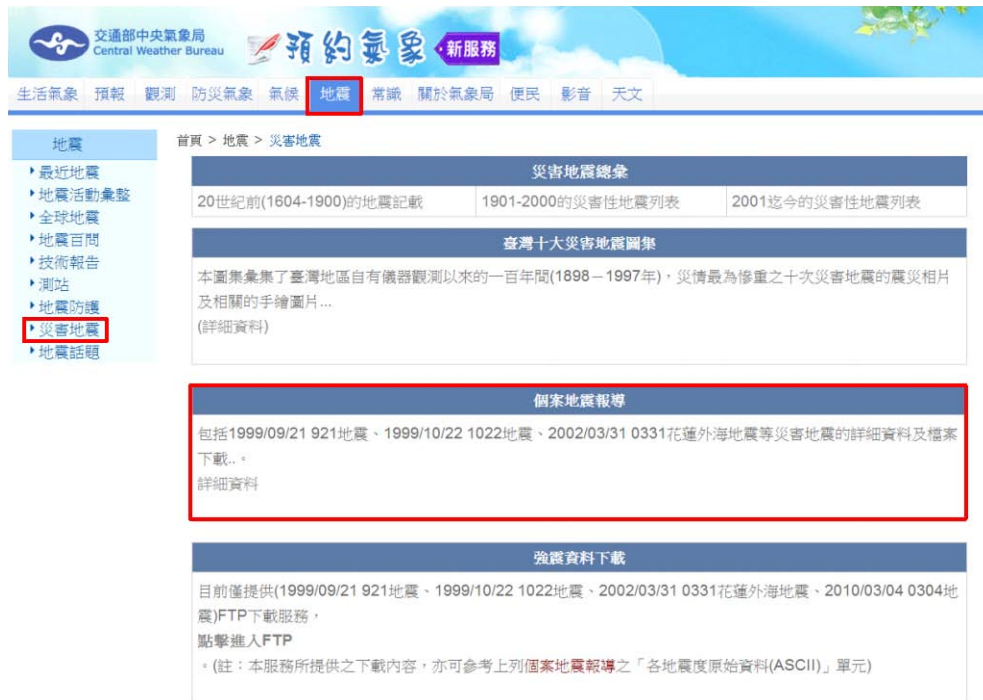 交通部中央氣象局
Central Weather Bureau
預約氣象 新服務
生活氣象 預報 觀測 防災氣象 氣候 地震 常識 關於氣象局 便民 影音 天文
地震
最近地震
地震活動彙整
全球地震
地震百問
技術報告
測站
地震防護
災害地震
地震話題
首頁 > 地震 > 災害地震
災害地震總彙
20世紀前(1604-1900)的地震記載 1901-2000的災害性地震列表 2001迄今的災害性地震列表
臺灣十大災害地震圖集
本圖集彙集了臺灣地區自有儀器觀測以來的一百年間(1898－1997年)，災情最為慘重之十次災害地震的震災相片
及相關的手繪圖片...
(詳細資料)
個案地震報導
包括1999/09/21 921地震、1999/10/22 1022地震、2002/03/31 0331花蓮外海地震等災害地震的詳細資料及檔案
下載..。
詳細資料
強震資料下載
目前僅提供(1999/09/21 921地震、1999/10/22 1022地震、2002/03/31 0331花蓮外海地震、2010/03/04 0304地
震)FTP下載服務，
點擊進入FTP
。(註：本服務所提供之下載內容，亦可參考上列個案地震報導之「各地震度原始資料(ASCII)」單元)